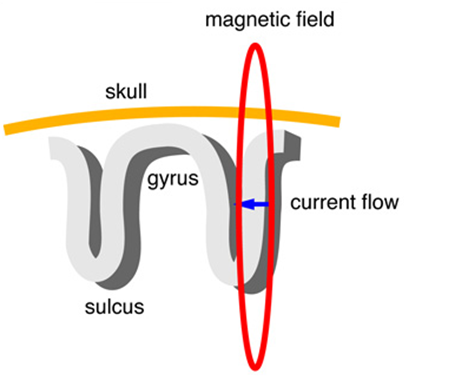 magnetic field
skull
gyrus
current flow
sulcus